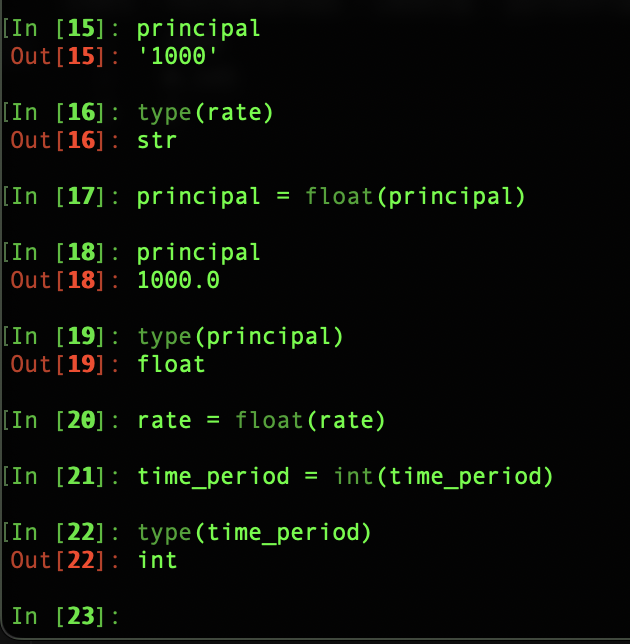 [In [15]: principal
Out[15]: '1000'
[In [16]: type(rate)
Out[16]: str
[In [17]: principal = float(principal)
[In [18]: principal
Out[18]: 1000.0
[In [19]: type(principal)
Out[19]: float
[In [20]: rate = float(rate)
[In [21]: time_period = int(time_period)
[In [22]: type(time_period)
Out[22]: int
In [23]: